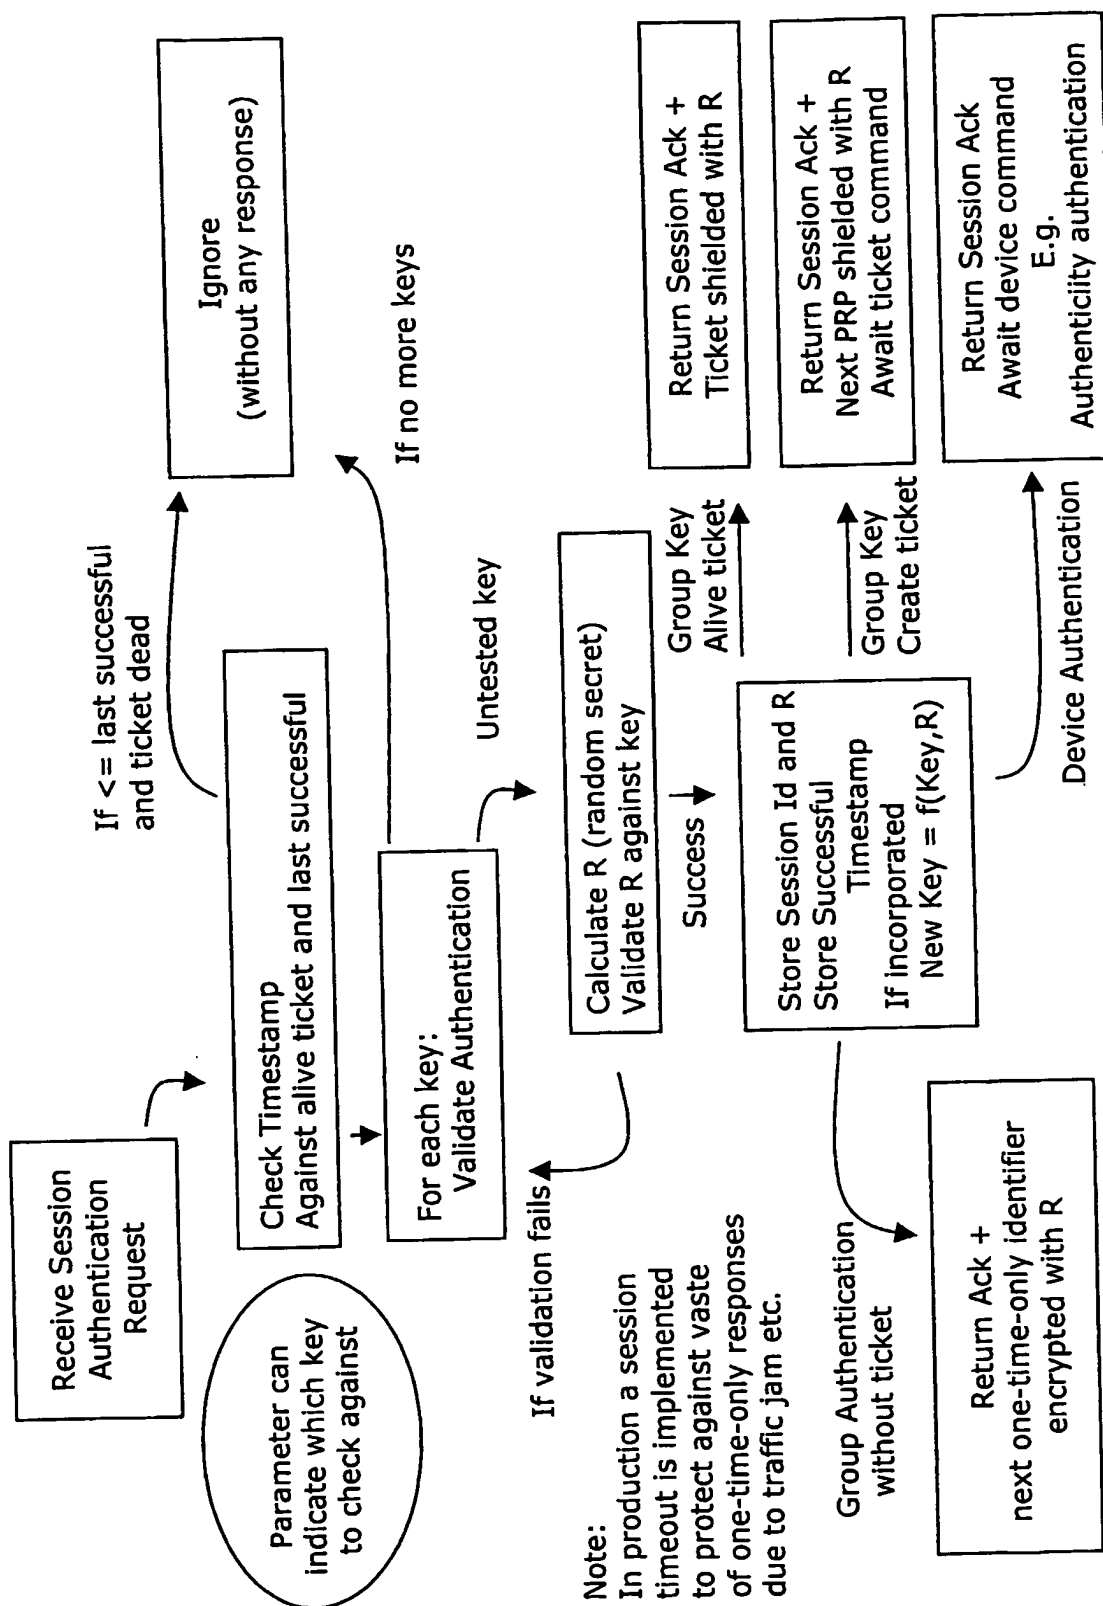 Receive Session
Authentication
Request
Parameter can
indicate which key
to check against
Check Timestamp
Against alive ticket and last successful
If <= last successful
and ticket dead
Ignore
(without any response)
For each key:
Validate Authentication
If no more keys
Untested key
If validation fails
Calculate R (random secret)
Validate R against key
Success
Note:
In production a session
timeout is implemented
to protect against vaste
of one-time-only responses
due to traffic jam etc.
Store Session Id and R
Store Successful
Timestamp
If incorporated
New Key = f(Key,R)
Group Key
Alive ticket
Return Session Ack +
Ticket shielded with R
Group Key
Create ticket
Return Session Ack +
Next PRP shielded with R
Await ticket command
Group Authentication
without ticket
Device Authentication
Return Session Ack
Await device command
E.g.
Authenticliity authentication
Return Ack +
next one-time-only identifier
encrypted with R